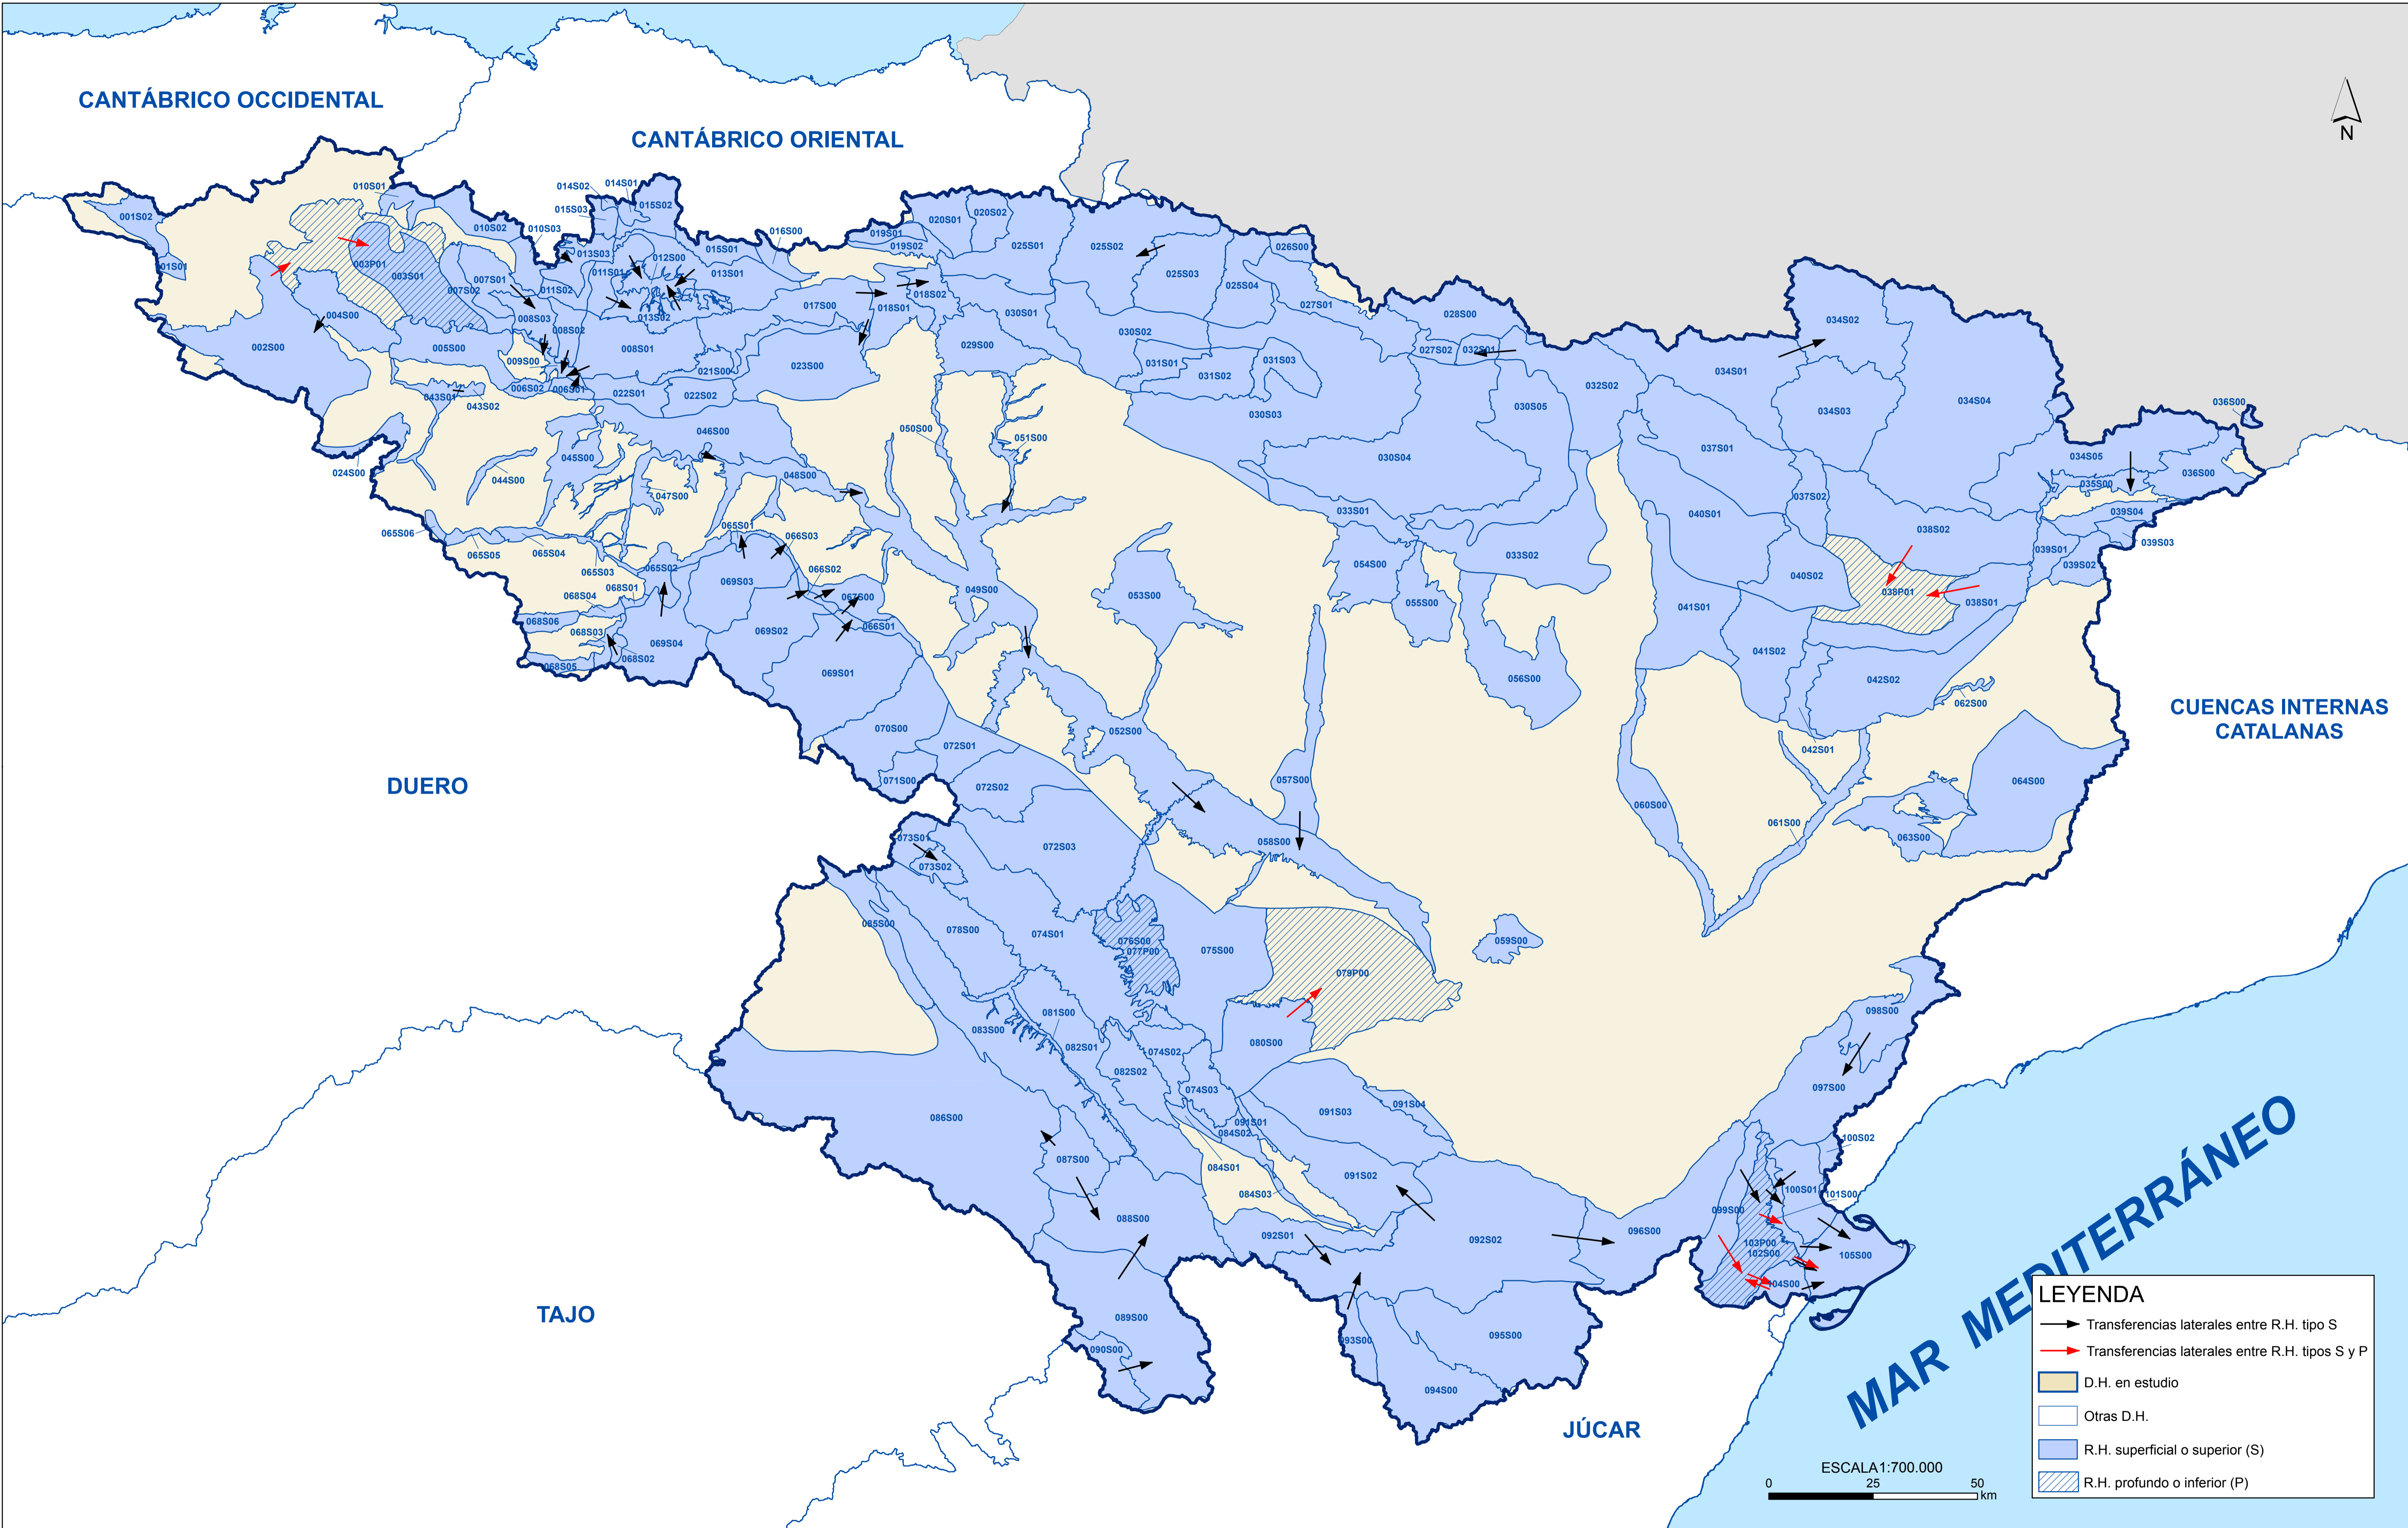 CANTÁBRICO OCCIDENTAL
CANTÁBRICO ORIENTAL
N
010S01
014S02
014S01
001S02
015S03
015S02
020S01
020S02
010S02
010S03
016S00
019S01
019S02
025S01
025S02
026S00
015S01
013S03
012S00
003P01
003S01
011S01
013S01
025S03
007S01
007S02
011S02
025S04
018S02
027S01
017S00
018S01
030S01
028S00
034S02
004S00
008S03
008S02
013S02
030S02
002S00
005S00
008S01
029S00
027S02
032S01
009S00
021S00
023S00
031S01
031S03
031S02
034S01
006S02
006S01
022S01
022S02
032S02
043S01
043S02
030S03
030S05
034S03
034S04
036S00
050S00
046S00
051S00
037S01
024S00
045S00
030S04
034S05
036S00
044S00
048S00
035S00
047S00
037S02
033S01
040S01
039S04
065S06
065S01
066S03
038S02
039S03
065S05
065S04
033S02
039S01
065S03
065S02
066S02
054S00
039S02
069S03
040S02
068S04
068S01
067S00
049S00
053S00
038P01
038S01
055S00
041S01
068S06
068S03
069S02
066S01
069S04
041S02
068S05
068S02
069S01
056S00
042S02
062S00
CUENCAS INTERNAS
CATALANAS
070S00
052S00
072S01
042S01
DUERO
071S00
072S02
057S00
064S00
060S00
061S00
073S01
072S03
058S00
063S00
073S02
085S00
078S00
074S01
076S00
077P00
075S00
059S00
079P00
081S00
098S00
083S00
082S01
074S02
080S00
082S02
074S03
097S00
091S03
091S04
086S00
091S01
084S02
100S02
087S00
084S01
091S02
084S03
100S01
101S00
099S00
088S00
092S01
092S02
096S00
103P00
102S00
105S00
104S00
TAJO
089S00
090S00
093S00
095S00
094S00
JÚCAR
MAR MEDITERRÁNEO
LEYENDA
Transferencias laterales entre R.H. tipo S
Transferencias laterales entre R.H. tipos S y P
D.H. en estudio
Otras D.H.
R.H. superficial o superior (S)
R.H. profundo o inferior (P)
ESCALA1:700.000
0 25 50
km